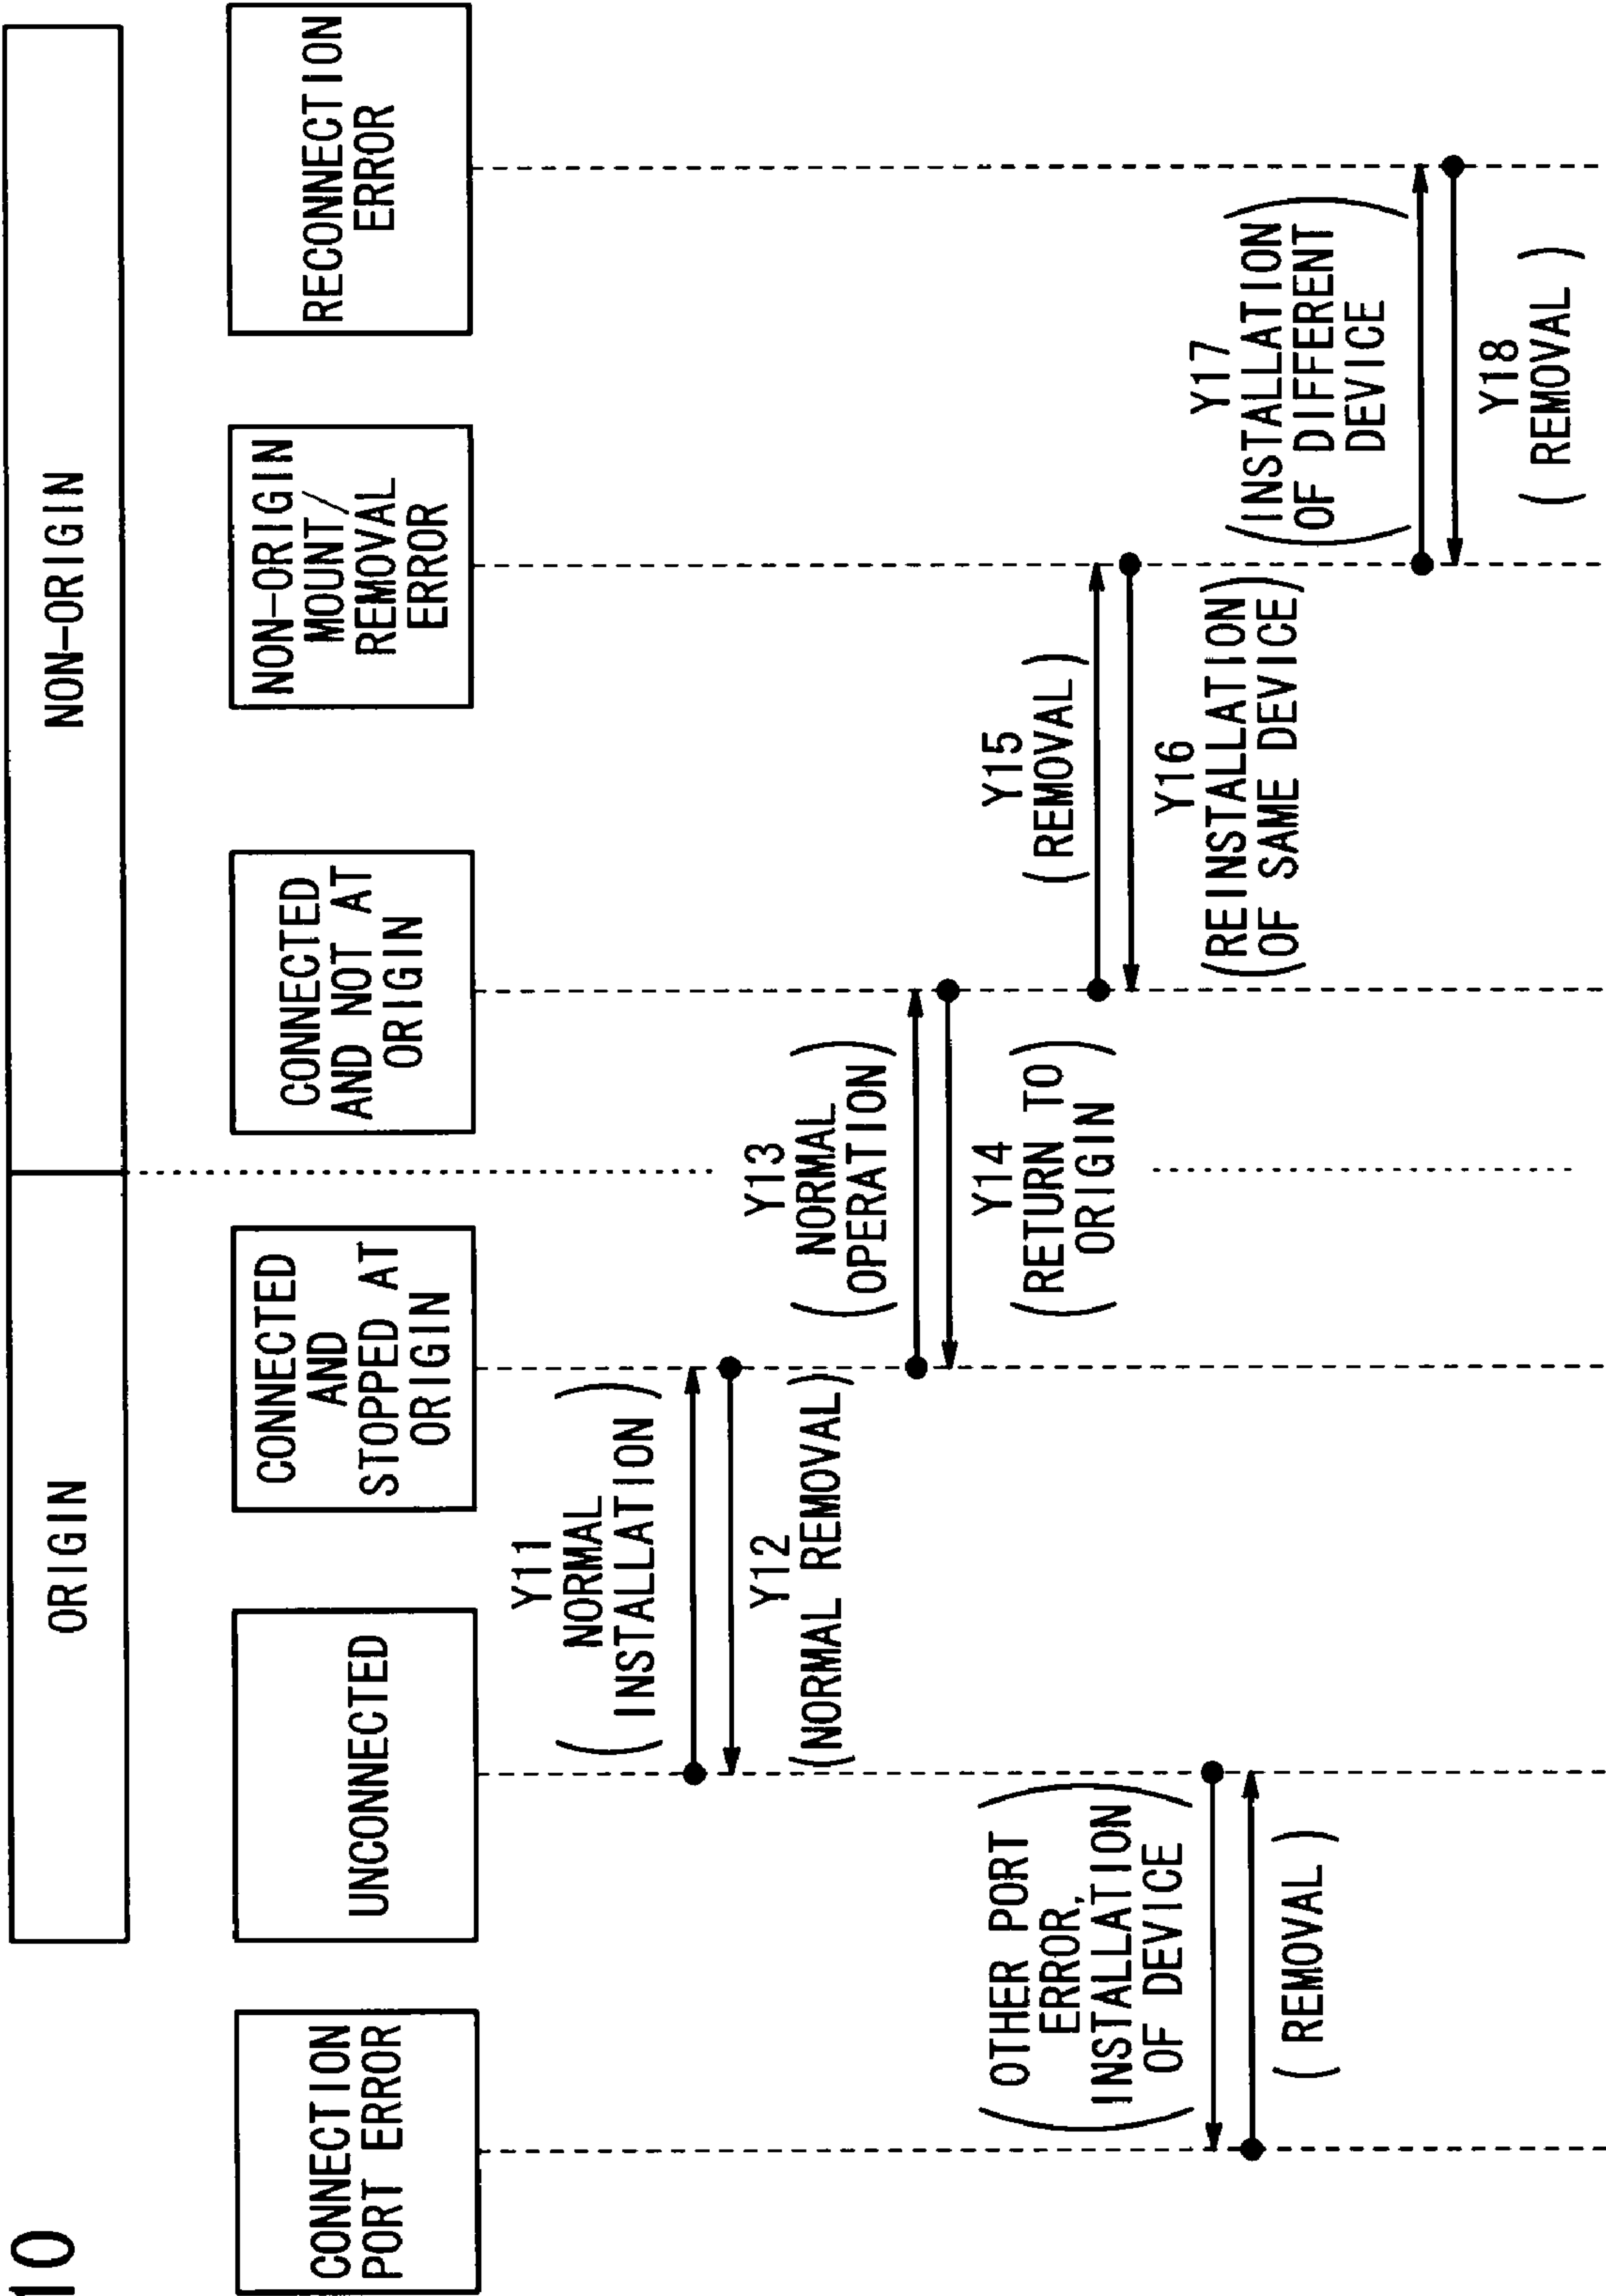 10
ORIGIN
NON-ORIGIN
CONNECTION
PORT ERROR
UNCONNECTED
CONNECTED
AND
STOPPED AT
ORIGIN
CONNECTED
AND NOT AT
ORIGIN
NON-ORIGIN
MOUNT/
REMOVAL
ERROR
RECONNECTION
ERROR
Y11
(NORMAL
INSTALLATION)
Y12
(NORMAL REMOVAL)
Y13
(NORMAL
OPERATION)
Y14
(RETURN TO
ORIGIN)
(OTHER PORT
ERROR,
INSTALLATION
OF DEVICE)
(REMOVAL)
Y15
(REMOVAL)
Y16
(REINSTALLATION
OF SAME DEVICE)
Y17
(INSTALLATION
OF DIFFERENT
DEVICE)
Y18
(REMOVAL)